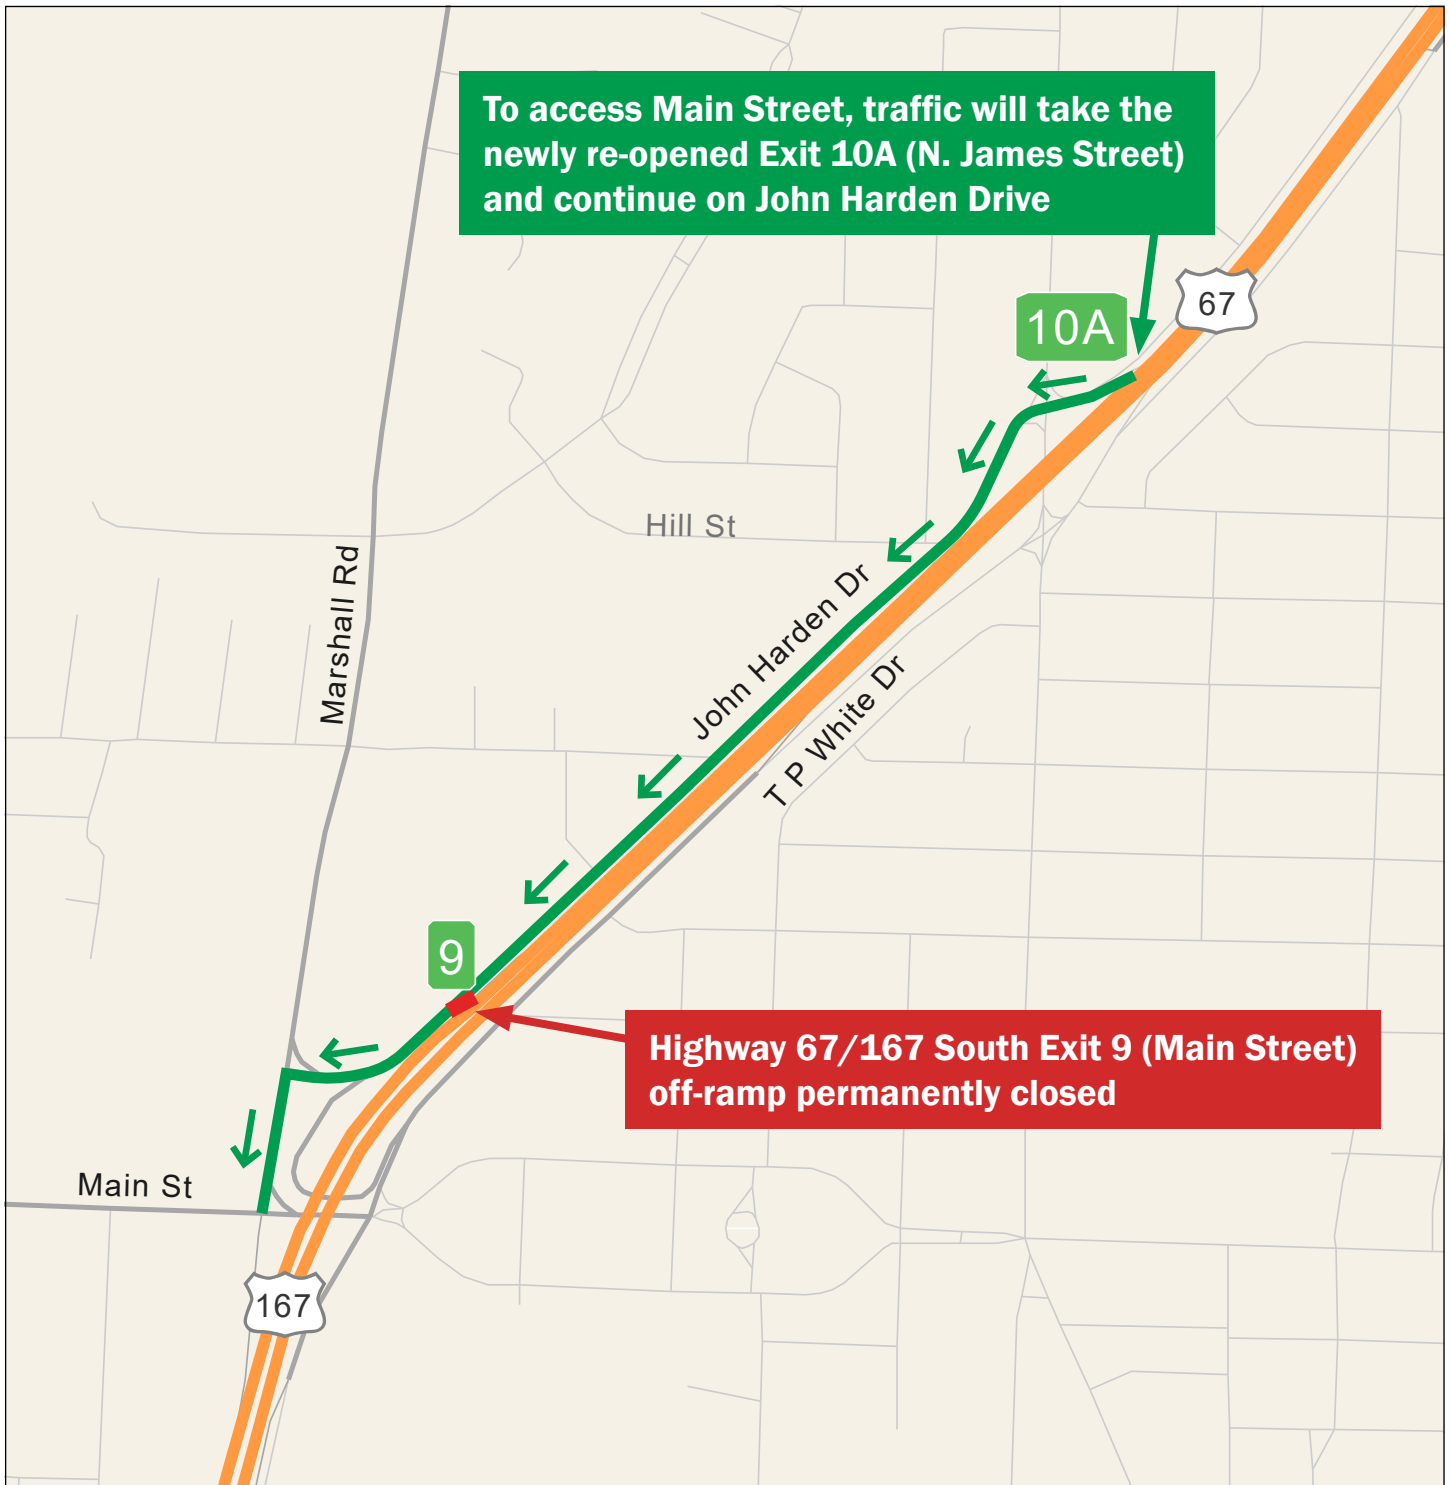 To access Main Street, traffic will take the
newly re-opened Exit 10A (N. James Street)
and continue on John Harden Drive
67
10A
Hill St
Marshall Rd
John Harden Dr
T P White Dr
9
Highway 67/167 South Exit 9 (Main Street)
off-ramp permanently closed
Main St
167